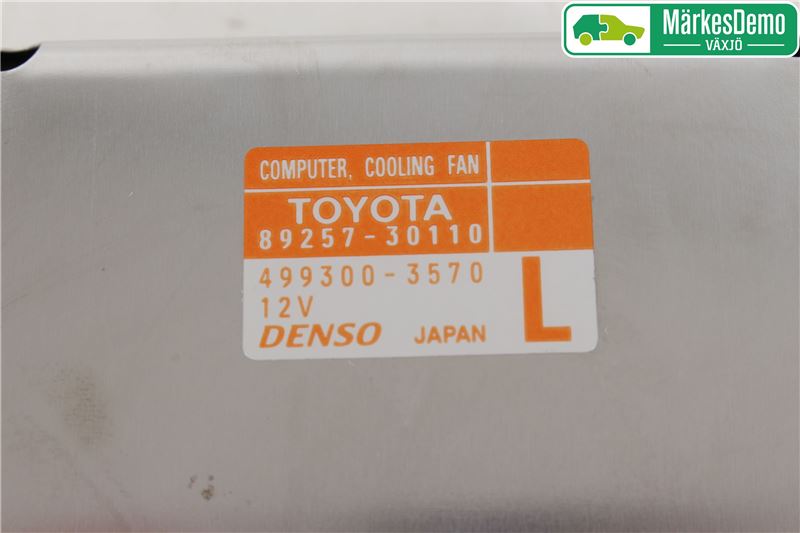 MärkesDemo
VÄXJÖ
COMPUTER, COOLING FAN
TOYOTA
89257-30110
499300-3570
12V
DENSO JAPAN
L